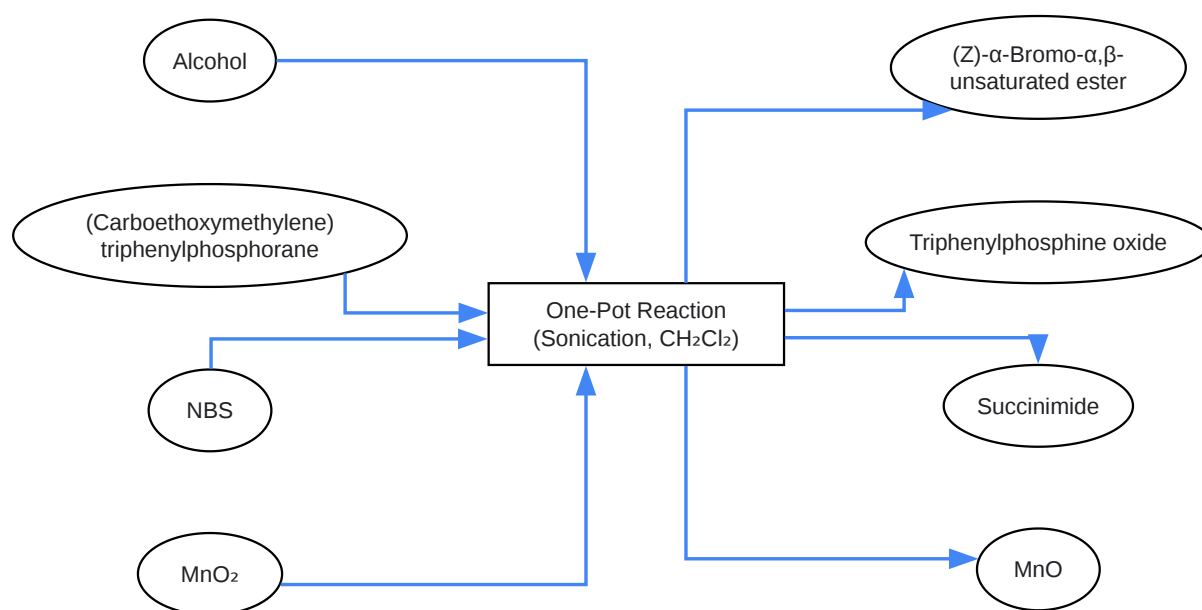 Alcohol
(Z)-α-Bromo-α,β-
unsaturated ester
(Carboethoxymethylene)
triphenylphosphorane
Triphenylphosphine oxide
One-Pot Reaction
(Sonication, CH₂Cl₂)
NBS
Succinimide
MnO₂
MnO